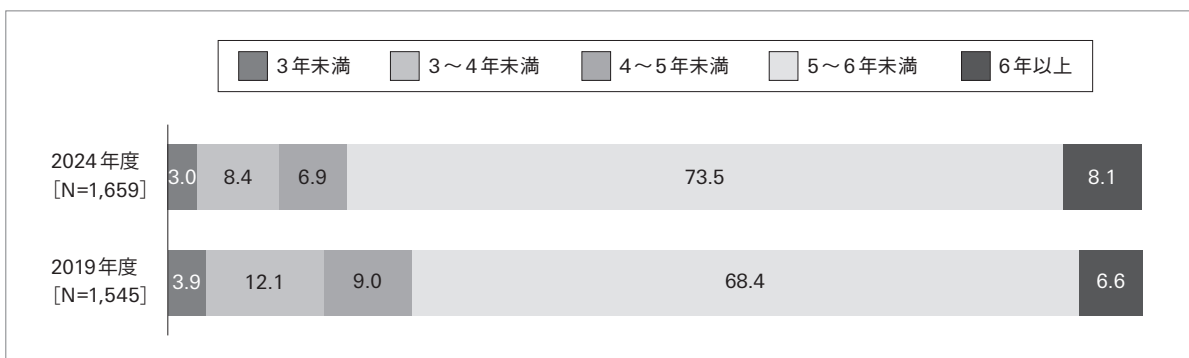 3年未満 3～4年未満 4～5年未満 5～6年未満 6年以上
2024年度
[N=1,659]
3.0 8.4 6.9 73.5 8.1
2019年度
[N=1,545]
3.9 12.1 9.0 68.4 6.6